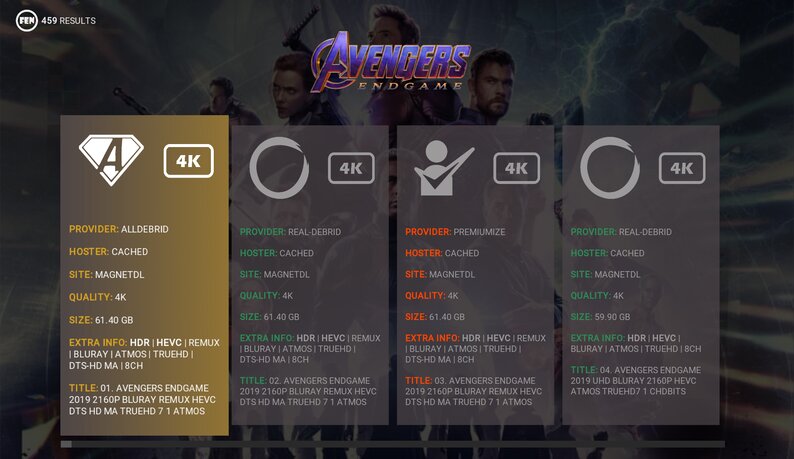 FEN 459 RESULTS
AVENGERS
ENDGAME
A 4K
PROVIDER: ALLDEBRID
HOSTER: CACHED
SITE: MAGNETDL
QUALITY: 4K
SIZE: 61.40 GB
EXTRA INFO: HDR | HEVC | REMUX
| BLURAY | ATMOS | TRUEHD |
DTS-HD MA | 8CH
TITLE: 01. AVENGERS ENDGAME
2019 2160P BLURAY REMUX HEVC
DTS HD MA TRUEHD 7 1 ATMOS
4K
PROVIDER: REAL-DEBRID
HOSTER: CACHED
SITE: MAGNETDL
QUALITY: 4K
SIZE: 61.40 GB
EXTRA INFO: HDR | HEVC | REMUX
| BLURAY | ATMOS | TRUEHD |
DTS-HD MA | 8CH
TITLE: 02. AVENGERS ENDGAME
2019 2160P BLURAY REMUX HEVC
DTS HD MA TRUEHD 7 1 ATMOS
4K
PROVIDER: PREMIUMIZE
HOSTER: CACHED
SITE: MAGNETDL
QUALITY: 4K
SIZE: 61.40 GB
EXTRA INFO: HDR | HEVC | REMUX
| BLURAY | ATMOS | TRUEHD |
DTS-HD MA | 8CH
TITLE: 03. AVENGERS ENDGAME
2019 2160P BLURAY REMUX HEVC
DTS HD MA TRUEHD 7 1 ATMOS
4K
PROVIDER: REAL-DEBRID
HOSTER: CACHED
SITE: MAGNETDL
QUALITY: 4K
SIZE: 59.90 GB
EXTRA INFO: HDR | HEVC |
BLURAY | ATMOS | TRUEHD | 8CH
TITLE: 04. AVENGERS ENDGAME
2019 UHD BLURAY 2160P HEVC
ATMOS TRUEHD7 1 CHDBITS